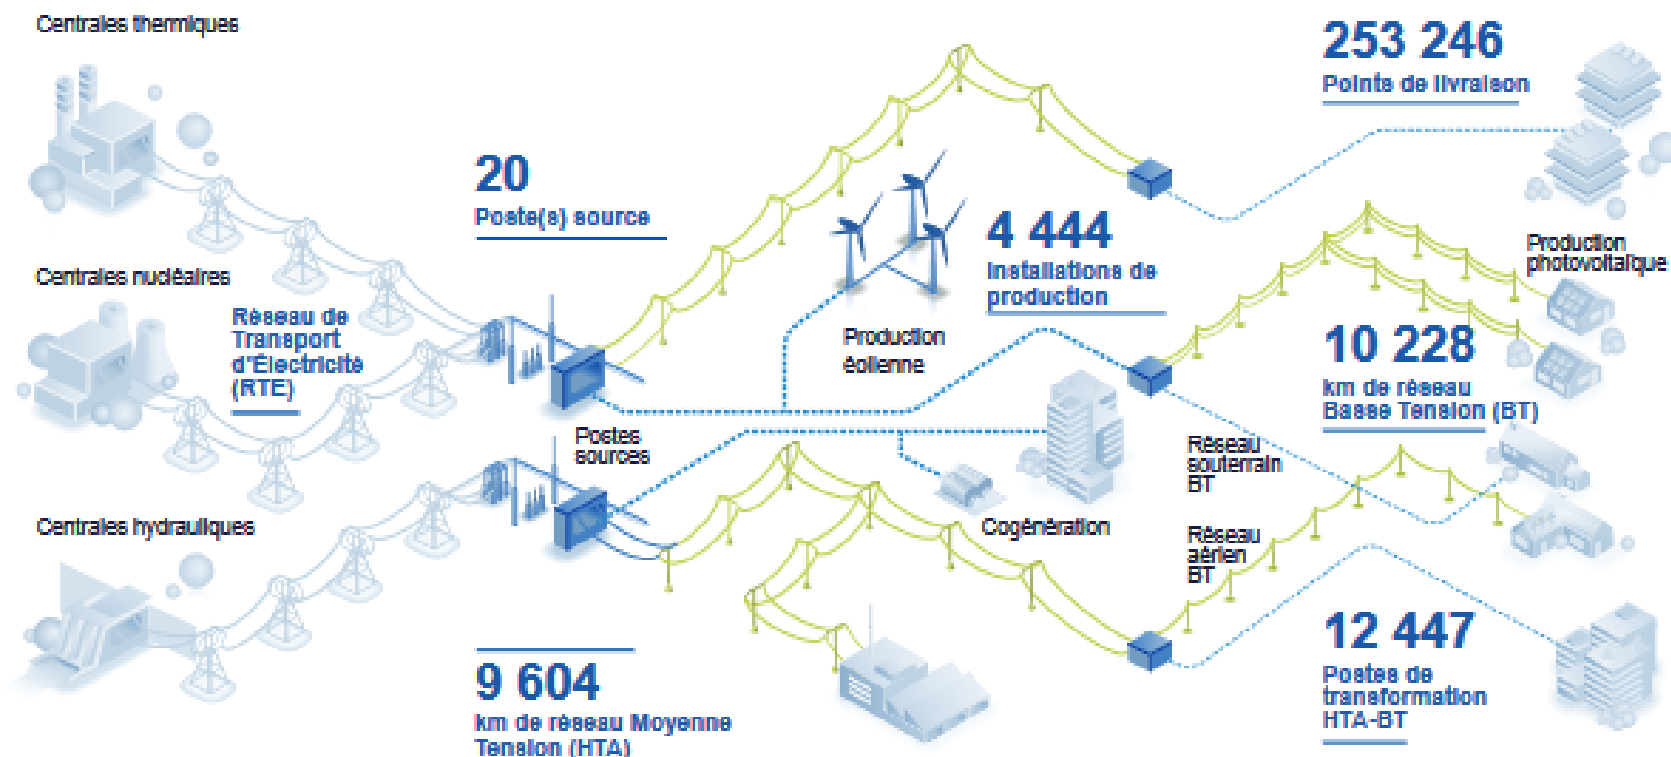 Centrales thermiques
253 246
Points de livraison
20
Poste(s) source
4 444
Installations de
production
Production
photovoltaïque
Centrales nucléaires
Réseau de
Transport
d'Électricité
(RTE)
Production
éolienne
10 228
km de réseau
Basse Tension (BT)
Postes
sources
Réseau
souterrain
BT
Centrales hydrauliques
Cogénération
Réseau
aérien
BT
12 447
Postes de
transformation
HTA-BT
9 604
km de réseau Moyenne
Tension (HTA)